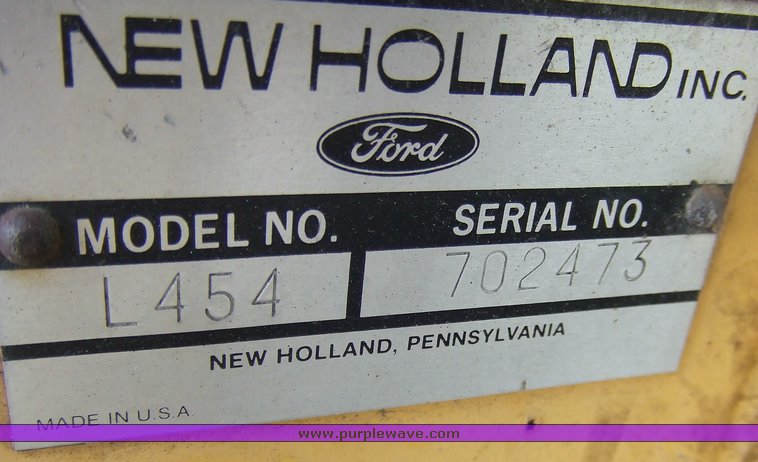 NEW HOLLAND INC.
Ford
MODEL NO. SERIAL NO.
L454 702473
NEW HOLLAND, PENNSYLVANIA
MADE IN U.S.A
www.purplewave.com